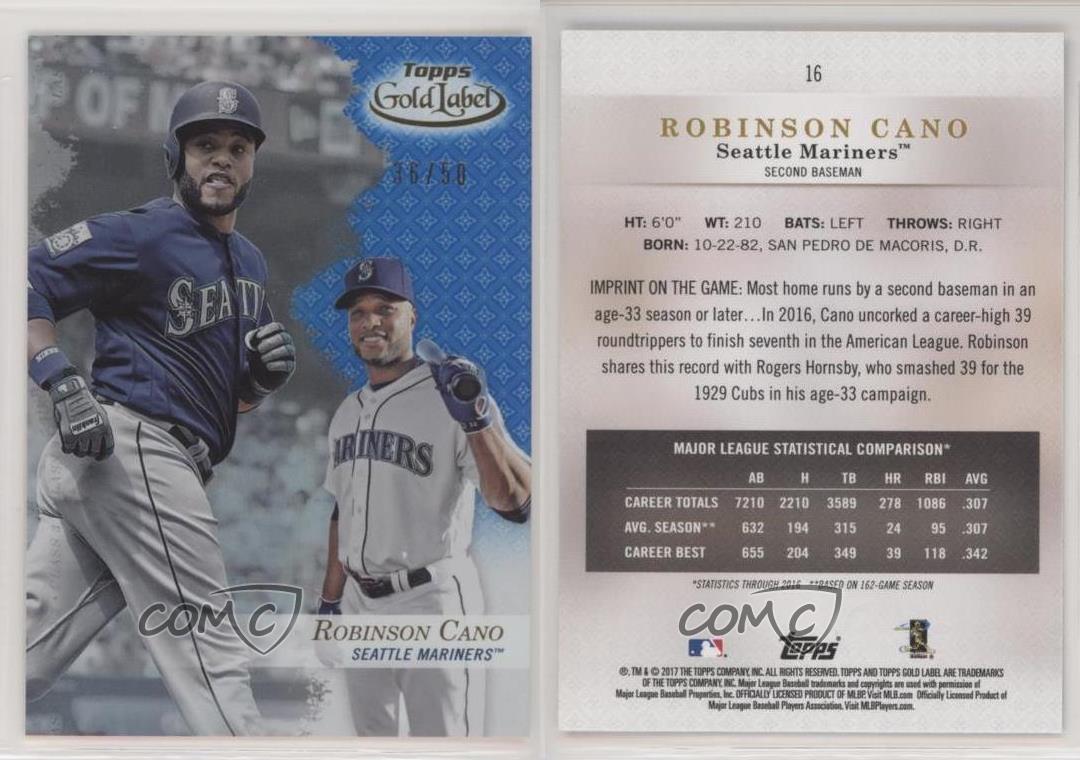 OF M
Topps
Gold Label
36/50
SEATT
Franklin
MARINERS
COMC
ROBINSON CANO
SEATTLE MARINERS™
16
ROBINSON CANO
Seattle Mariners™
SECOND BASEMAN
HT: 6'0" WT: 210 BATS: LEFT THROWS: RIGHT
BORN: 10-22-82, SAN PEDRO DE MACORIS, D.R.
IMPRINT ON THE GAME: Most home runs by a second baseman in an
age-33 season or later...In 2016, Cano uncorked a career-high 39
roundtrippers to finish seventh in the American League. Robinson
shares this record with Rogers Hornsby, who smashed 39 for the
1929 Cubs in his age-33 campaign.
MAJOR LEAGUE STATISTICAL COMPARISON*
AB H TB HR RBI AVG
CAREER TOTALS 7210 2210 3589 278 1086 .307
AVG. SEASON** 632 194 315 24 95 .307
CAREER BEST 655 204 349 39 118 .342
*STATISTICS THROUGH 2016 **BASED ON 162-GAME SEASON
COMC
Topps
®, TM & © 2017 THE TOPPS COMPANY, INC. ALL RIGHTS RESERVED. TOPPS AND TOPPS GOLD LABEL ARE TRADEMARKS
OF THE TOPPS COMPANY, INC. Major League Baseball trademarks and copyrights are used with permission of
Major League Baseball Properties, Inc. OFFICIALLY LICENSED PRODUCT OF MLBP. Visit MLB.com Officially Licensed Product of
Major League Baseball Players Association. Visit MLBPlayers.com.